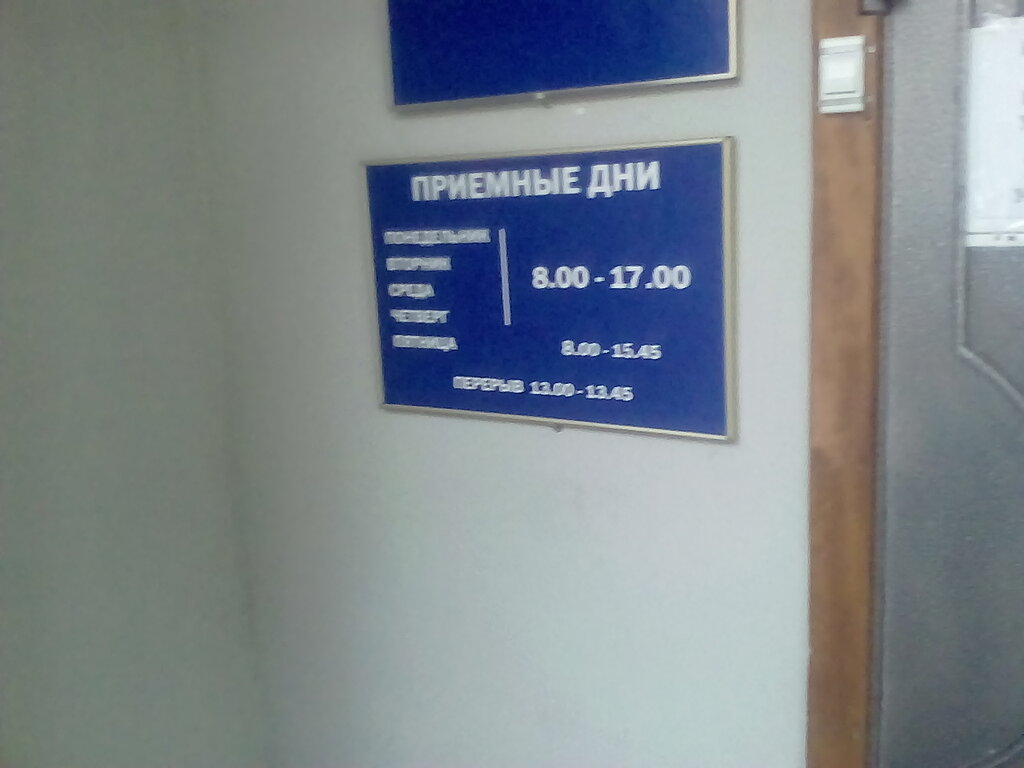 ПРИЕМНЫЕ ДНИ
ПОНЕДЕЛЬНИК
ВТОРНИК
СРЕДА
ЧЕТВЕРГ
8.00 - 17.00
ПЯТНИЦА 8.00 - 15.45
ПЕРЕРЫВ 13.00 - 13.45